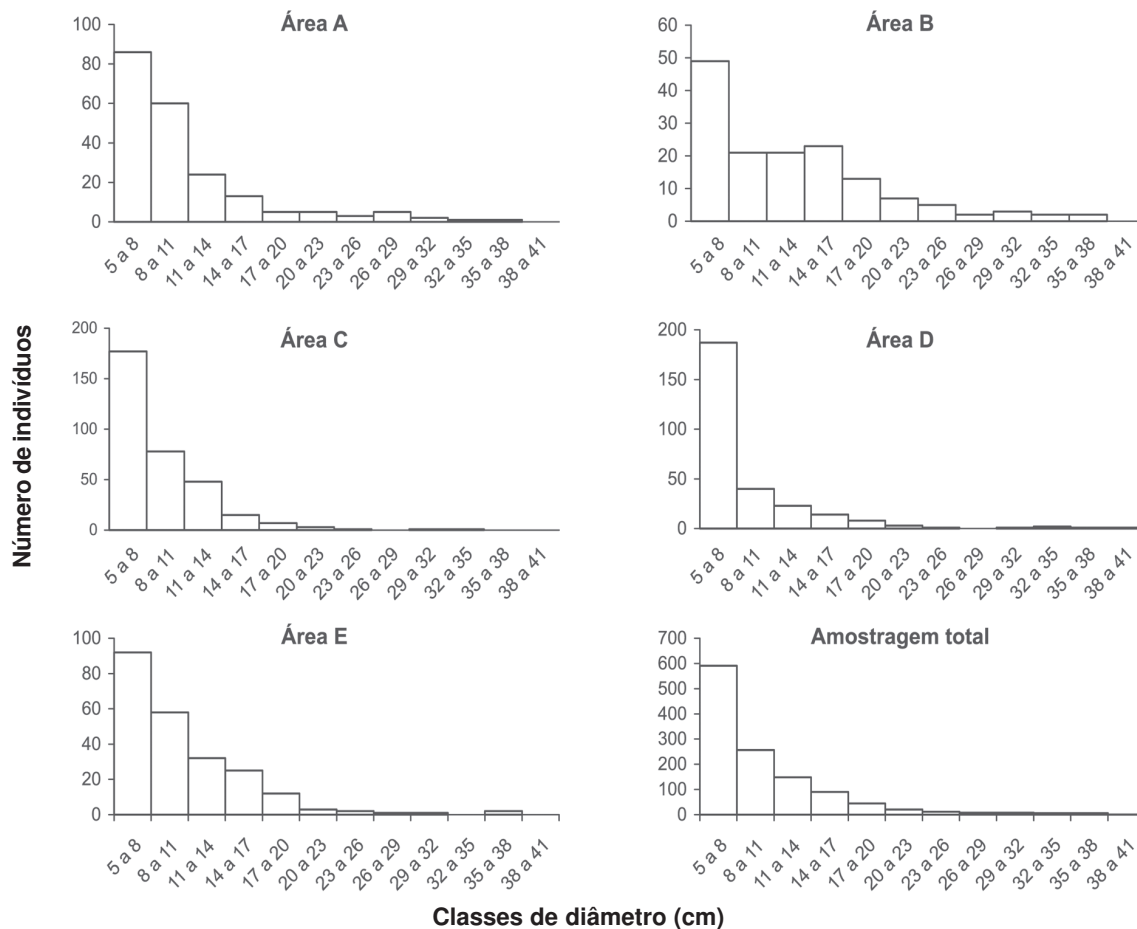 Área A
100
80
60
40
20
0
5 a 8
8 a 11
11 a 14
14 a 17
17 a 20
20 a 23
23 a 26
26 a 29
29 a 32
32 a 35
35 a 38
38 a 41
Área B
60
50
40
30
20
10
0
5 a 8
8 a 11
11 a 14
14 a 17
17 a 20
20 a 23
23 a 26
26 a 29
29 a 32
32 a 35
35 a 38
38 a 41
Número de indivíduos
Área C
200
150
100
50
0
5 a 8
8 a 11
11 a 14
14 a 17
17 a 20
20 a 23
23 a 26
26 a 29
29 a 32
32 a 35
35 a 38
38 a 41
Área D
200
150
100
50
0
5 a 8
8 a 11
11 a 14
14 a 17
17 a 20
20 a 23
23 a 26
26 a 29
29 a 32
32 a 35
35 a 38
38 a 41
Área E
100
80
60
40
20
0
5 a 8
8 a 11
11 a 14
14 a 17
17 a 20
20 a 23
23 a 26
26 a 29
29 a 32
32 a 35
35 a 38
38 a 41
Amostragem total
700
600
500
400
300
200
100
0
5 a 8
8 a 11
11 a 14
14 a 17
17 a 20
20 a 23
23 a 26
26 a 29
29 a 32
32 a 35
35 a 38
38 a 41
Classes de diâmetro (cm)